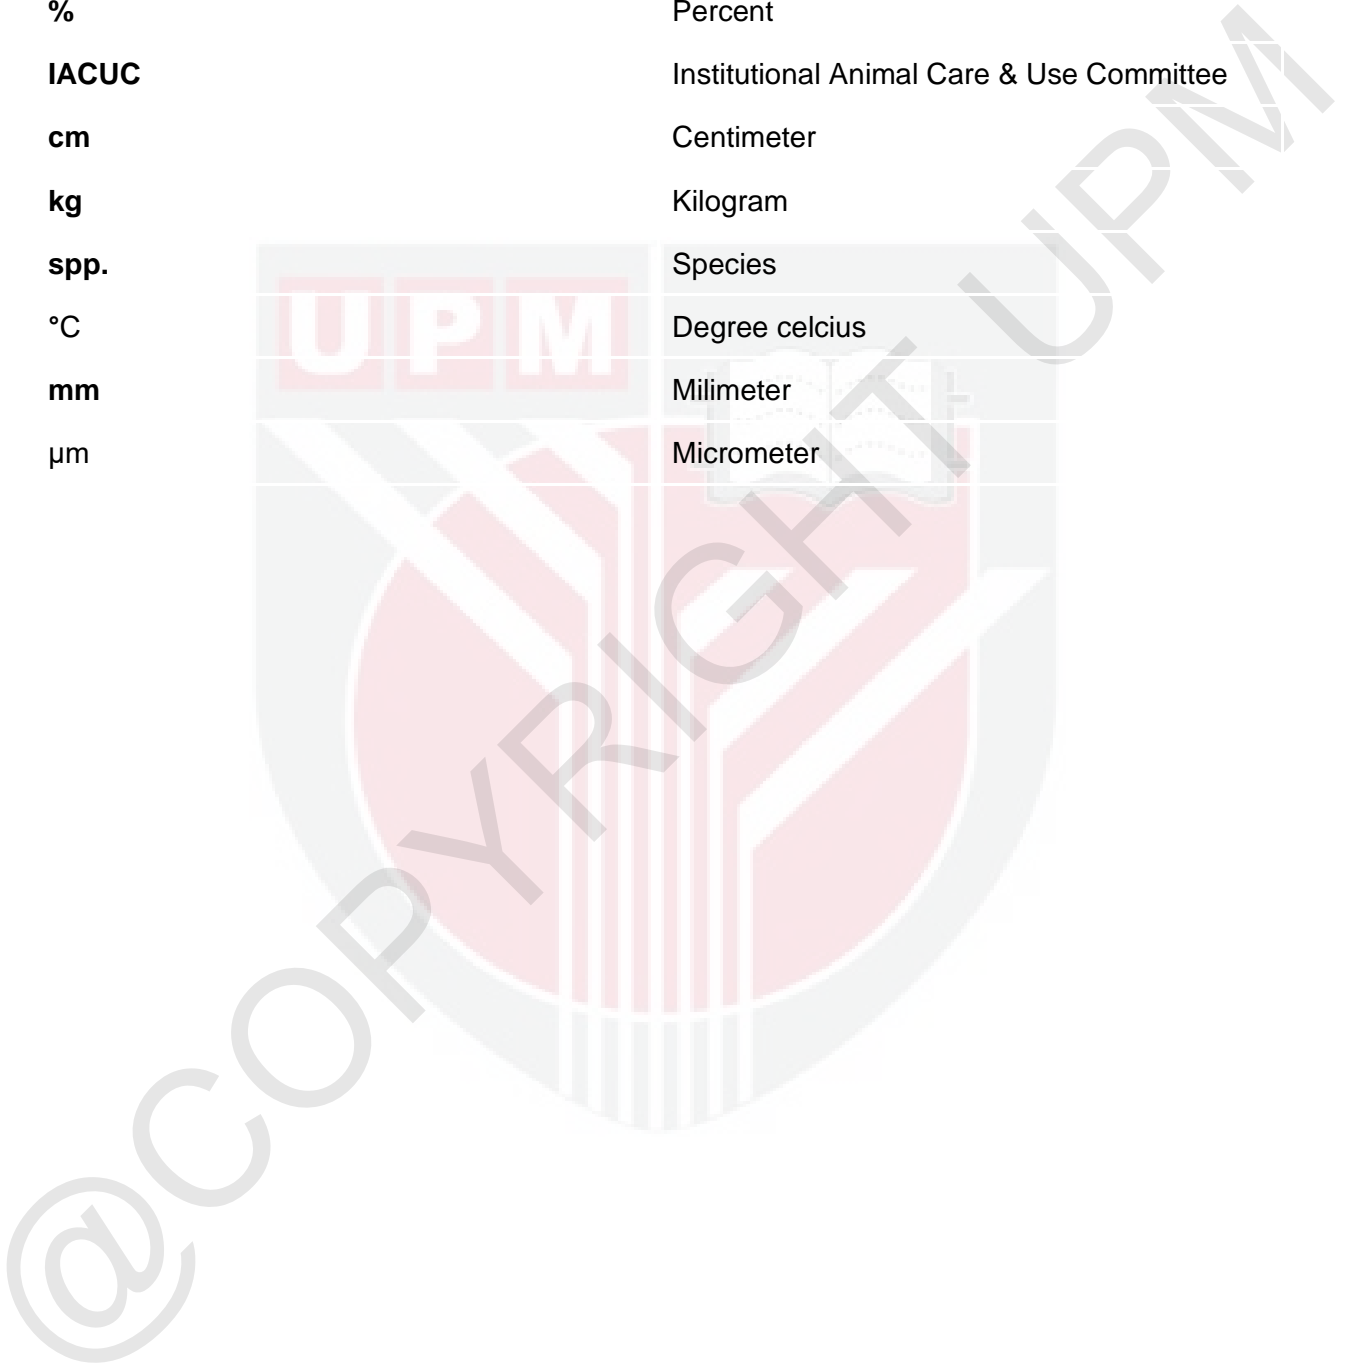 % Percent
IACUC Institutional Animal Care & Use Committee
cm Centimeter
kg Kilogram
spp. Species
°C Degree celcius
mm Milimeter
µm Micrometer
UPM
@COPYRIGHT UPM